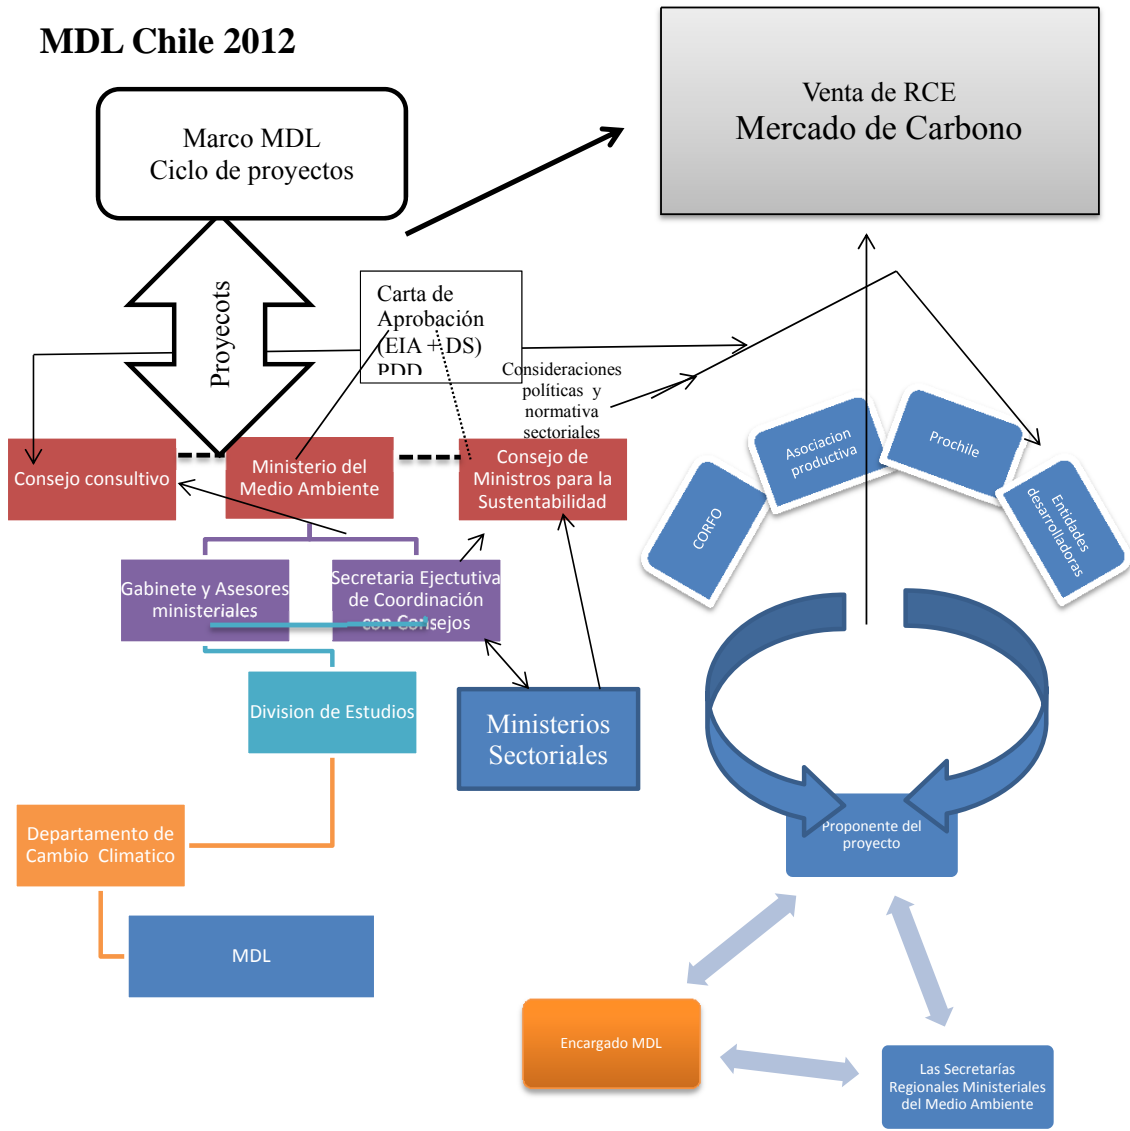 MDL Chile 2012
Venta de RCE
Mercado de Carbono
Marco MDL
Ciclo de proyectos
Proyecots
Carta de
Aprobación
(EIA + DS)
PDD
Consideraciones
políticas y
normativa
sectoriales
Consejo consultivo
Ministerio del
Medio Ambiente
Consejo de
Ministros para la
Sustentabilidad
CORFO
Asociacion
productiva
Prochile
Entidades
desarrolladoras
Gabinete y Asesores
ministeriales
Secretaria Ejectutiva
de Coordinación
con Consejos
Division de Estudios
Ministerios
Sectoriales
Departamento de
Cambio Climatico
MDL
Proponente del
proyecto
Encargado MDL
Las Secretarías
Regionales Ministeriales
del Medio Ambiente